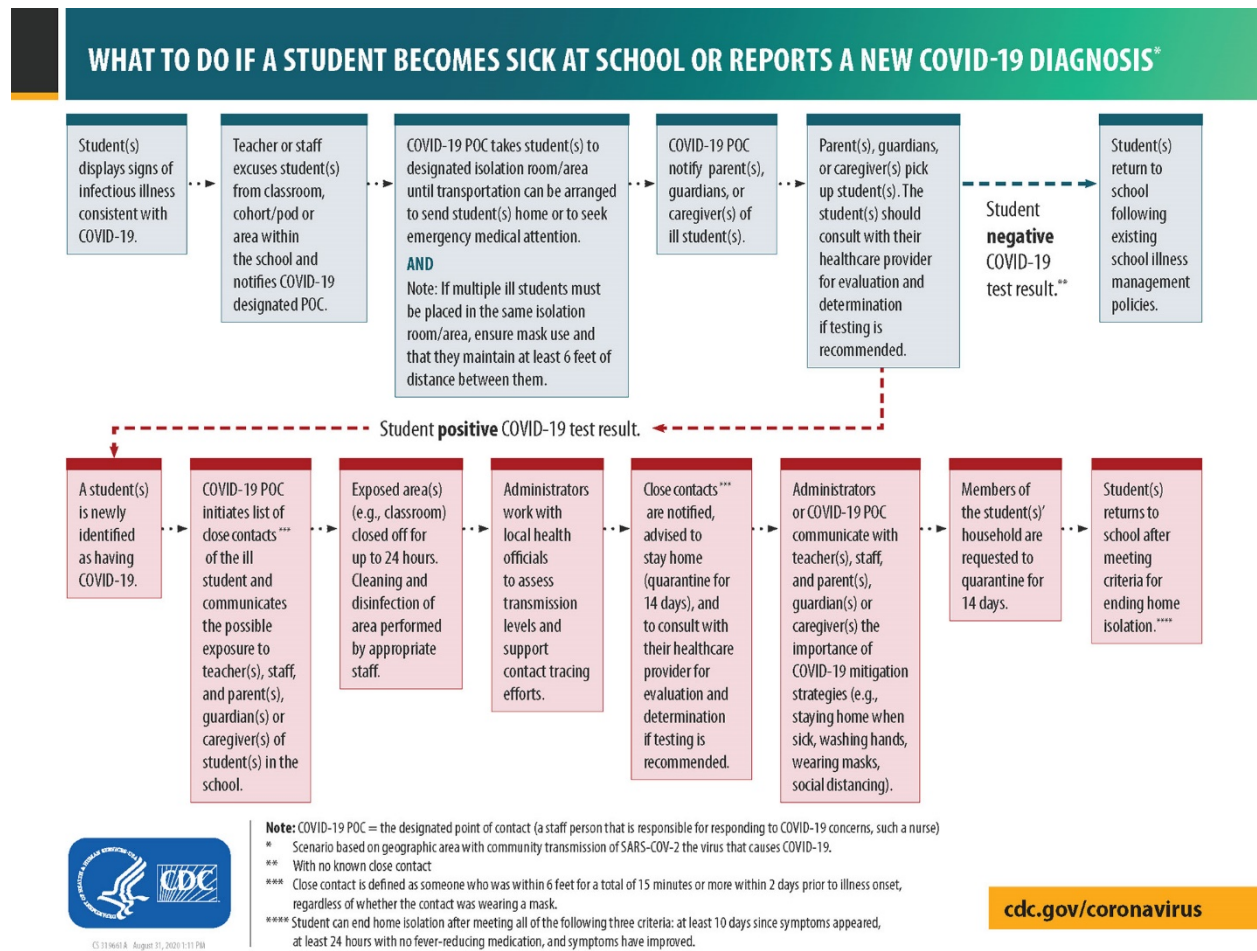 WHAT TO DO IF A STUDENT BECOMES SICK AT SCHOOL OR REPORTS A NEW COVID-19 DIAGNOSIS*
Student(s)
displays signs of
infectious illness
consistent with
COVID-19.
Teacher or staff
excuses student(s)
from classroom,
cohort/pod or
area within
the school and
notifies COVID-19
designated POC.
COVID-19 POC takes student(s) to
designated isolation room/area
until transportation can be arranged
to send student(s) home or to seek
emergency medical attention.
AND
Note: If multiple ill students must
be placed in the same isolation
room/area, ensure mask use and
that they maintain at least 6 feet of
distance between them.
COVID-19 POC
notify parent(s),
guardians, or
caregiver(s) of
ill student(s).
Parent(s), guardians,
or caregiver(s) pick
up student(s). The
student(s) should
consult with their
healthcare provider
for evaluation and
determination
if testing is
recommended.
Student
negative
COVID-19
test result.**
Student(s)
return to
school
following
existing
school illness
management
policies.
Student positive COVID-19 test result.
A student(s)
is newly
identified
as having
COVID-19.
COVID-19 POC
initiates list of
close contacts***
of the ill
student and
communicates
the possible
exposure to
teacher(s), staff,
and parent(s),
guardian(s) or
caregiver(s) of
student(s) in the
school.
Exposed area(s)
(e.g., classroom)
closed off for
up to 24 hours.
Cleaning and
disinfection of
area performed
by appropriate
staff.
Administrators
work with
local health
officials
to assess
transmission
levels and
support
contact tracing
efforts.
Close contacts***
are notified,
advised to
stay home
(quarantine for
14 days), and
to consult with
their healthcare
provider for
evaluation and
determination
if testing is
recommended.
Administrators
or COVID-19 POC
communicate with
teacher(s), staff,
and parent(s),
guardian(s) or
caregiver(s) the
importance of
COVID-19 mitigation
strategies (e.g.,
staying home when
sick, washing hands,
wearing masks,
social distancing).
Members of
the student(s)'
household are
requested to
quarantine for
14 days.
Student(s)
returns to
school after
meeting
criteria for
ending home
isolation.****
Note: COVID-19 POC = the designated point of contact (a staff person that is responsible for responding to COVID-19 concerns, such a nurse)
* Scenario based on geographic area with community transmission of SARS-COV-2 the virus that causes COVID-19.
** With no known close contact
*** Close contact is defined as someone who was within 6 feet for a total of 15 minutes or more within 2 days prior to illness onset,
regardless of whether the contact was wearing a mask.
**** Student can end home isolation after meeting all of the following three criteria: at least 10 days since symptoms appeared,
at least 24 hours with no fever-reducing medication, and symptoms have improved.
CDC
CS 319661A August 31, 2020 1:11 PM
cdc.gov/coronavirus